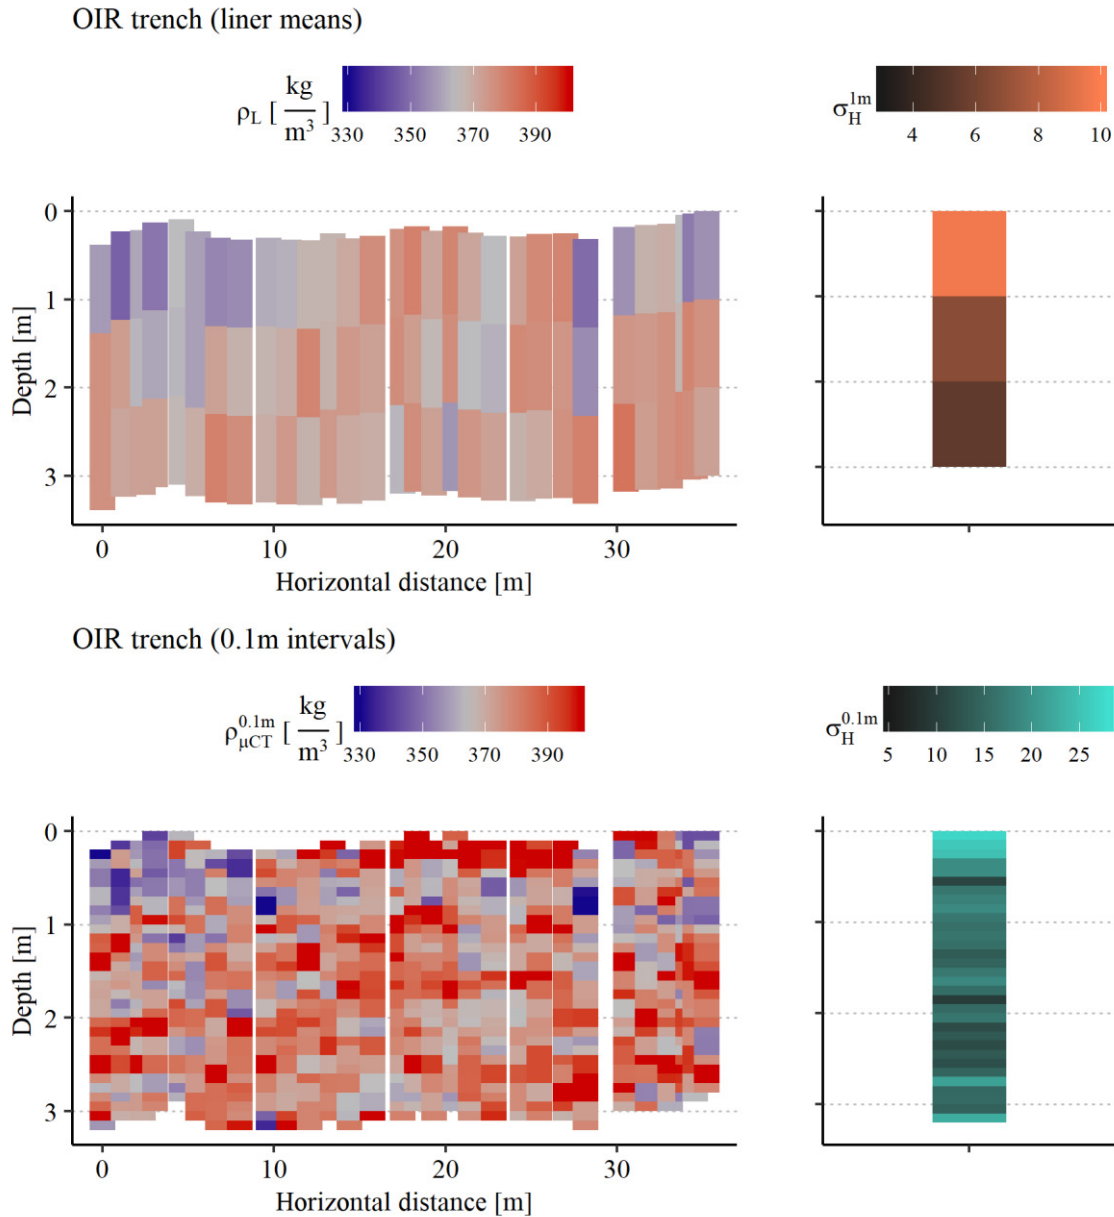 OIR trench (liner means)
ρL [ kg/m³ ]
330 350 370 390
σH1m
4 6 8 10
0
1
2
3
Depth [m]
0 10 20 30
Horizontal distance [m]
OIR trench (0.1m intervals)
ρμCT0.1m [ kg/m³ ]
330 350 370 390
σH0.1m
5 10 15 20 25
0
1
2
3
Depth [m]
0 10 20 30
Horizontal distance [m]